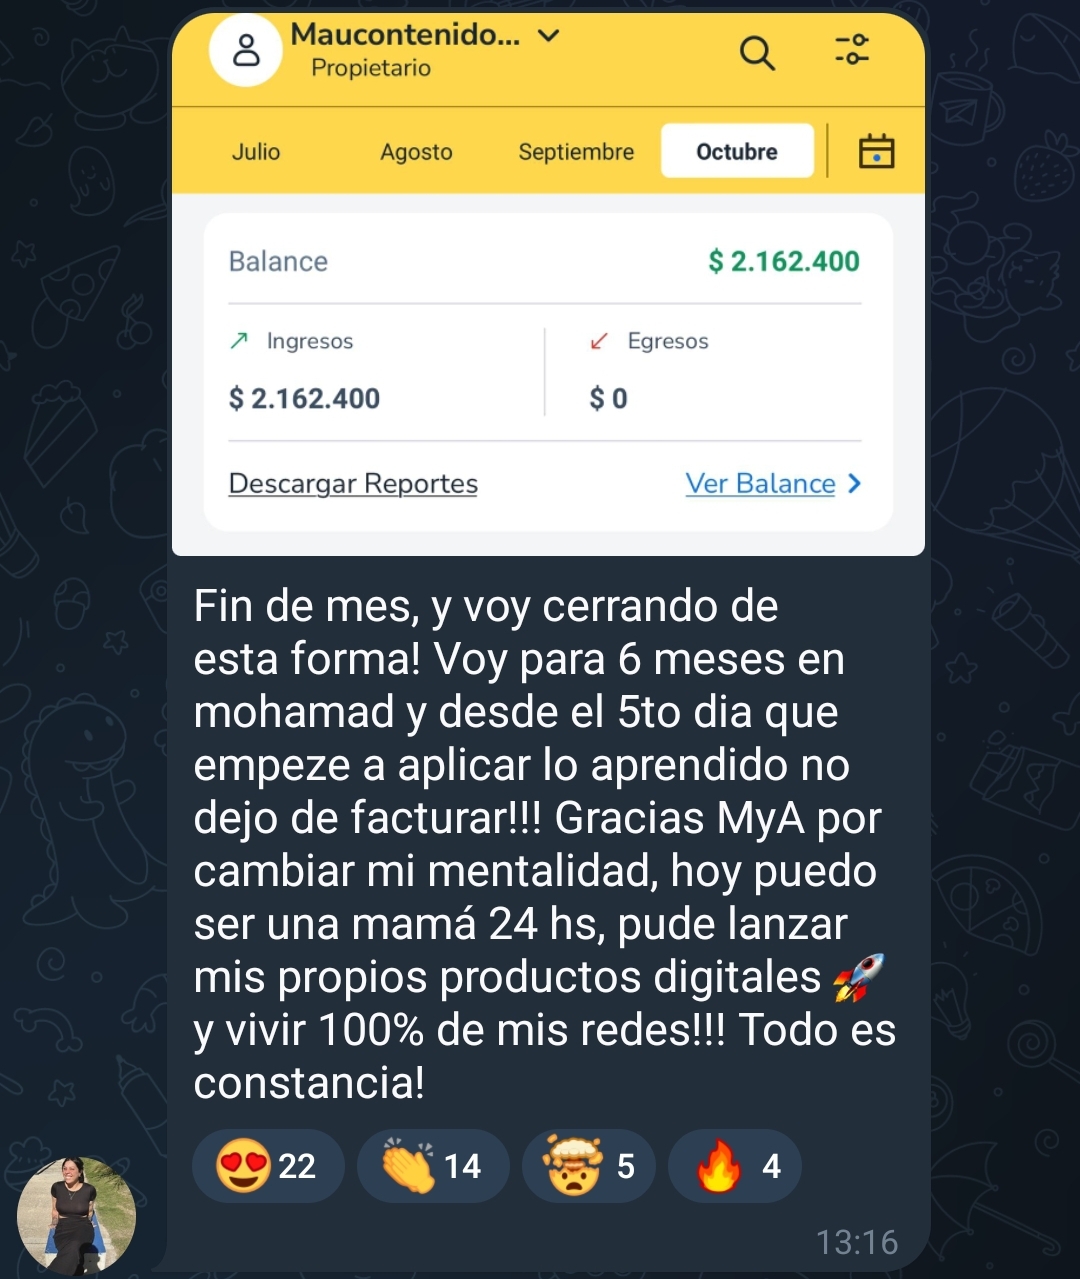 Maucontenido...
Propietario
Julio Agosto Septiembre Octubre
Balance $ 2.162.400
Ingresos Egresos
$ 2.162.400 $ 0
Descargar Reportes Ver Balance
Fin de mes, y voy cerrando de
esta forma! Voy para 6 meses en
mohamad y desde el 5to dia que
empeze a aplicar lo aprendido no
dejo de facturar!!! Gracias MyA por
cambiar mi mentalidad, hoy puedo
ser una mamá 24 hs, pude lanzar
mis propios productos digitales 🚀
y vivir 100% de mis redes!!! Todo es
constancia!
😍 22 👏 14 🤯 5 🔥 4
13:16